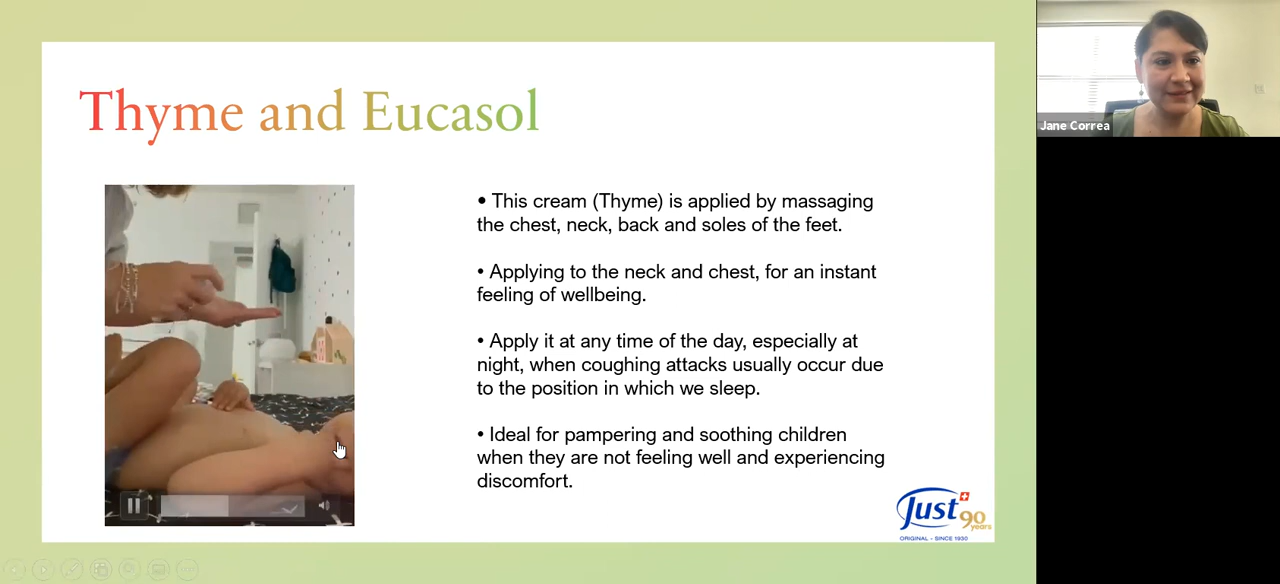 Thyme and Eucasol
• This cream (Thyme) is applied by massaging
the chest, neck, back and soles of the feet.
• Applying to the neck and chest, for an instant
feeling of wellbeing.
• Apply it at any time of the day, especially at
night, when coughing attacks usually occur due
to the position in which we sleep.
• Ideal for pampering and soothing children
when they are not feeling well and experiencing
discomfort.
Just
90
years
ORIGINAL – SINCE 1930
Jane Correa